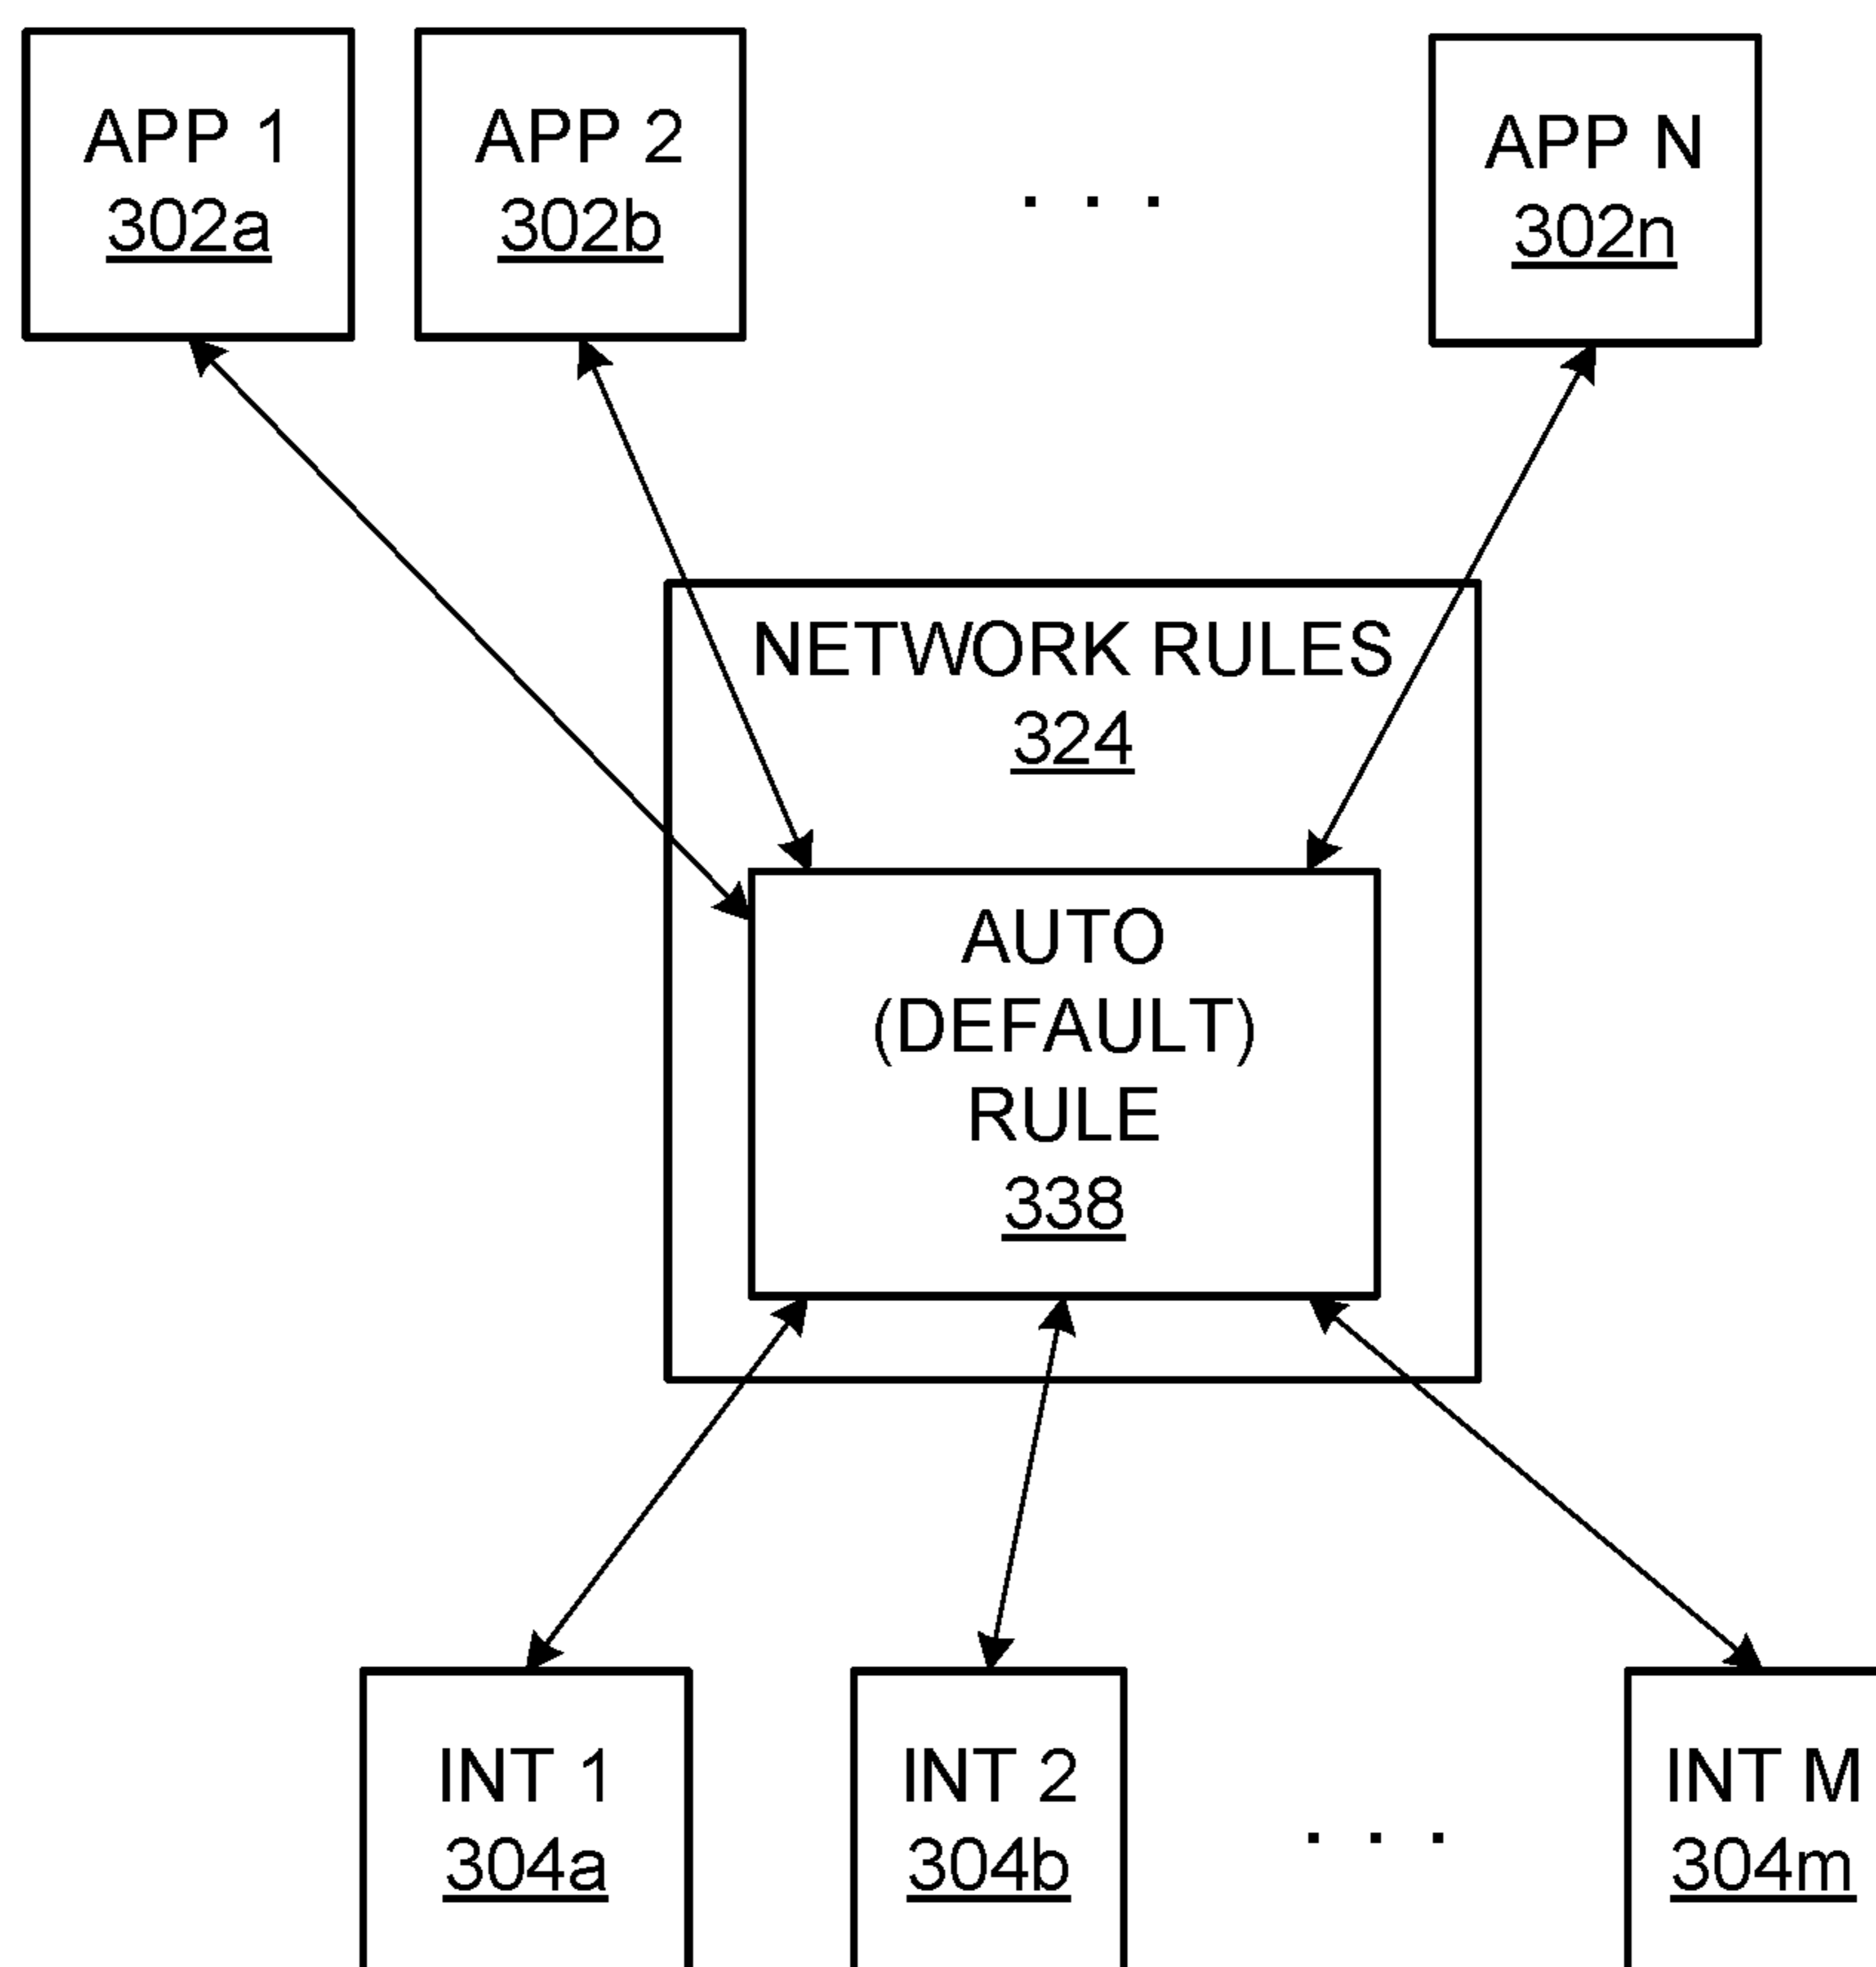 APP 1
302a
APP 2
302b
. . .
APP N
302n
NETWORK RULES
324
AUTO
(DEFAULT)
RULE
338
INT 1
304a
INT 2
304b
. . .
INT M
304m